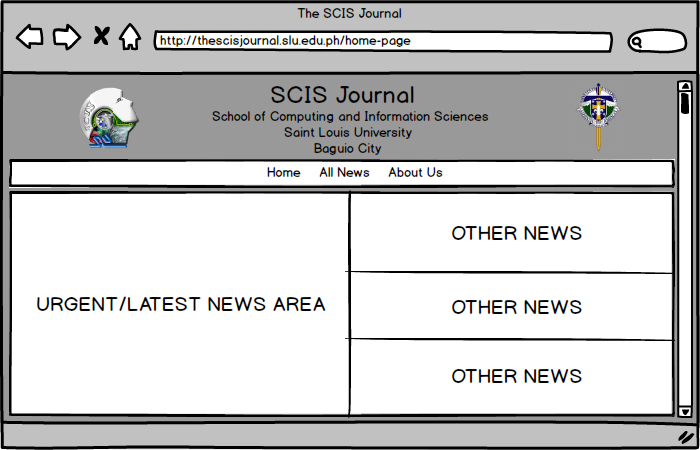 The SCIS Journal
http://thescisjournal.slu.edu.ph/home-page
SCIS Journal
School of Computing and Information Sciences
Saint Louis University
Baguio City
Home All News About Us
URGENT/LATEST NEWS AREA
OTHER NEWS
OTHER NEWS
OTHER NEWS